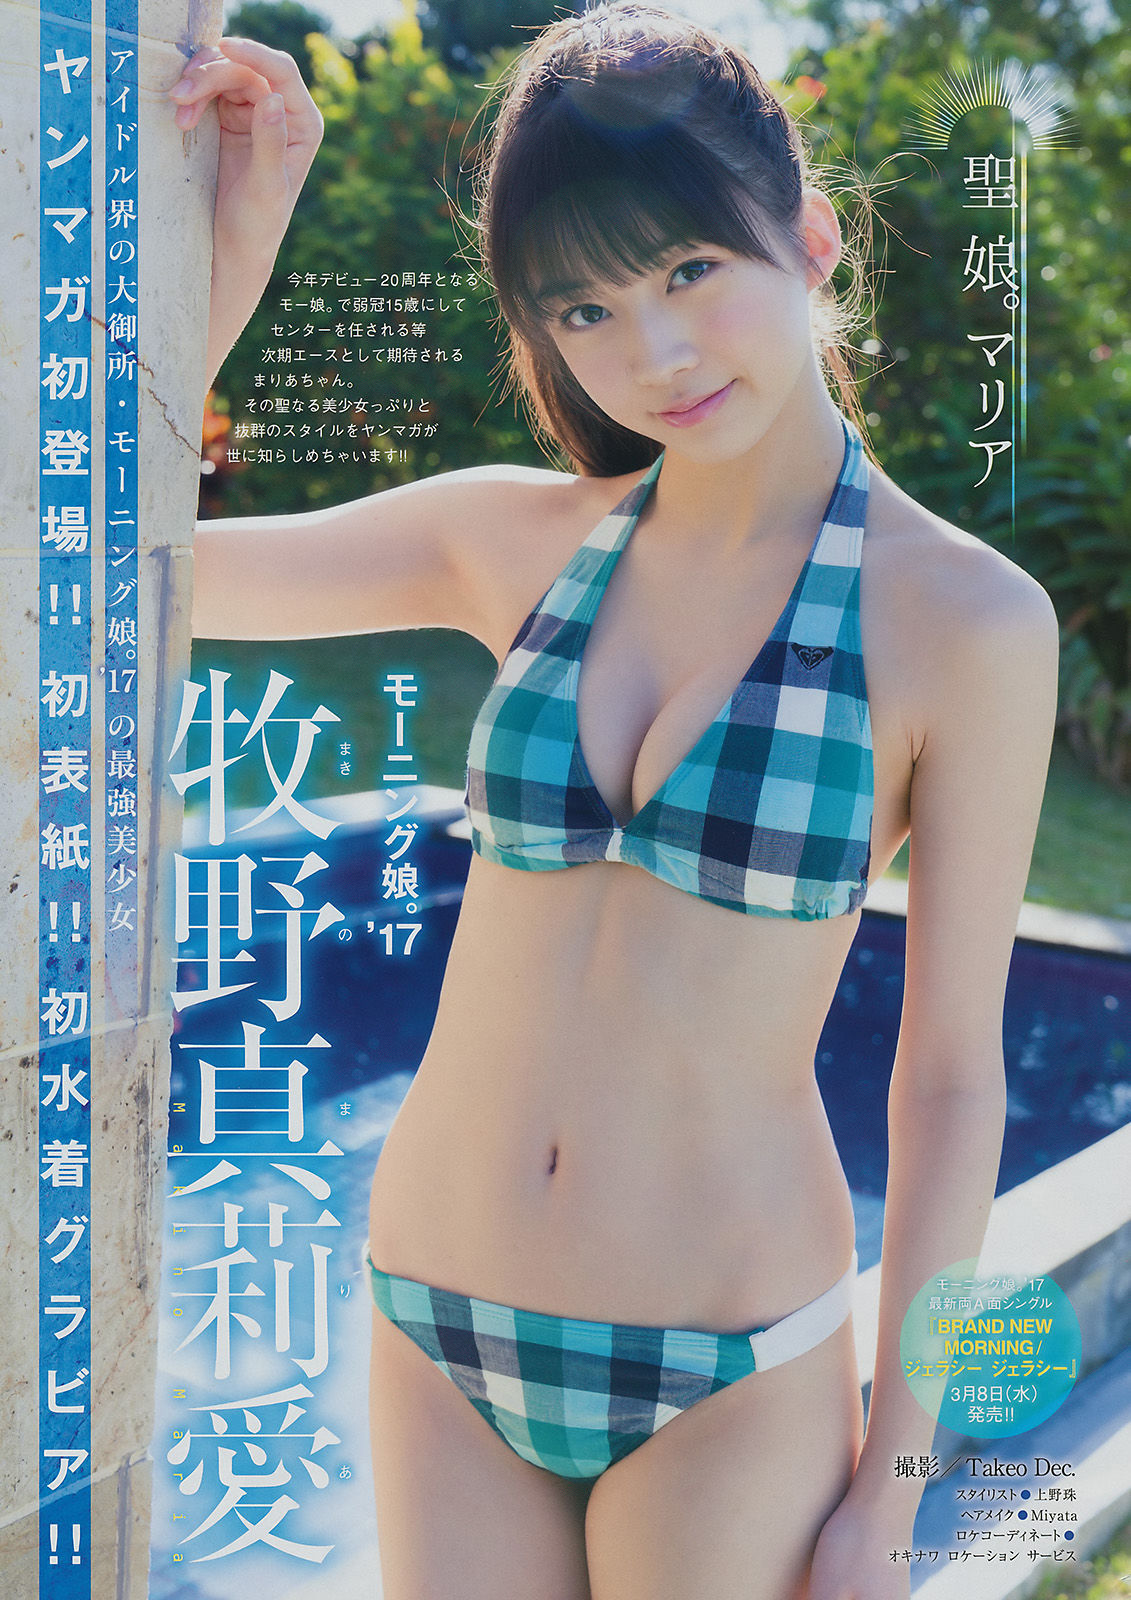 聖 娘。マリア
今年デビュー20周年となる
モー娘。で弱冠15歳にして
センターを任される等
次期エースとして期待される
まりあちゃん。
その聖なる美少女っぷりと
抜群のスタイルをヤンマガが
世に知らしめちゃいます!!
アイドル界の大御所・モーニング娘。'17の最強美少女
ヤンマガ初登場!!初表紙!!初水着グラビア!!
モーニング娘。'17
牧野真莉愛
まきのまりあ
Makino Maria
モーニング娘。'17
最新両A面シングル
『BRAND NEW
MORNING/
ジェラシー ジェラシー』
3月8日(水)
発売!!
撮影/Takeo Dec.
スタイリスト●上野珠
ヘアメイク●Miyata
ロケコーディネート●
オキナワ ロケーション サービス